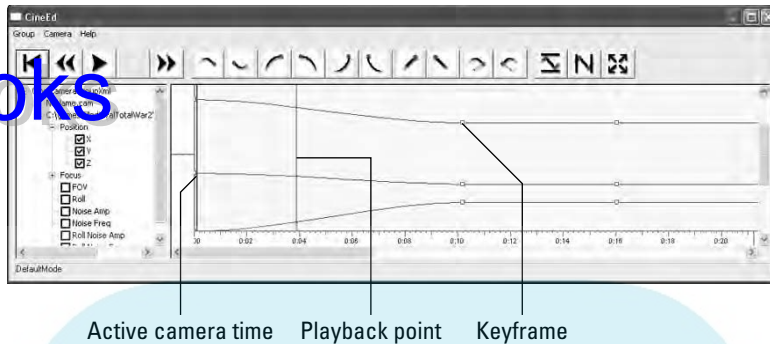 CineEd
Group Camera Help
oks
Position
X
Y
Z
Focus
FOV
Roll
Noise Amp
Noise Freq
Roll Noise Amp
0:02 0:04 0:06 0:08 0:10 0:12 0:14 0:16 0:18 0:20
DefaultMode
Active camera time Playback point Keyframe